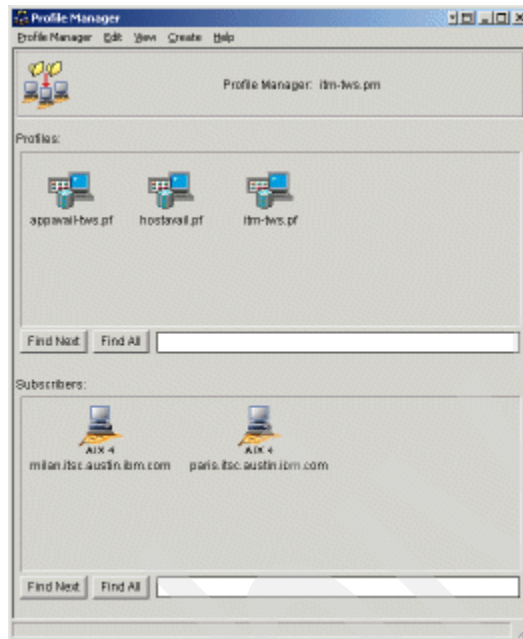 Profile Manager
Profile Manager Edit View Create Help
Profile Manager: itm-tws.pm
Profiles:
appavail-tws.pf hostavail.pf itm-tws.pf
Find Next Find All
Subscribers:
AIX 4 AIX 4
milan.itsc.austin.ibm.com paris.itsc.austin.ibm.com
Find Next Find All